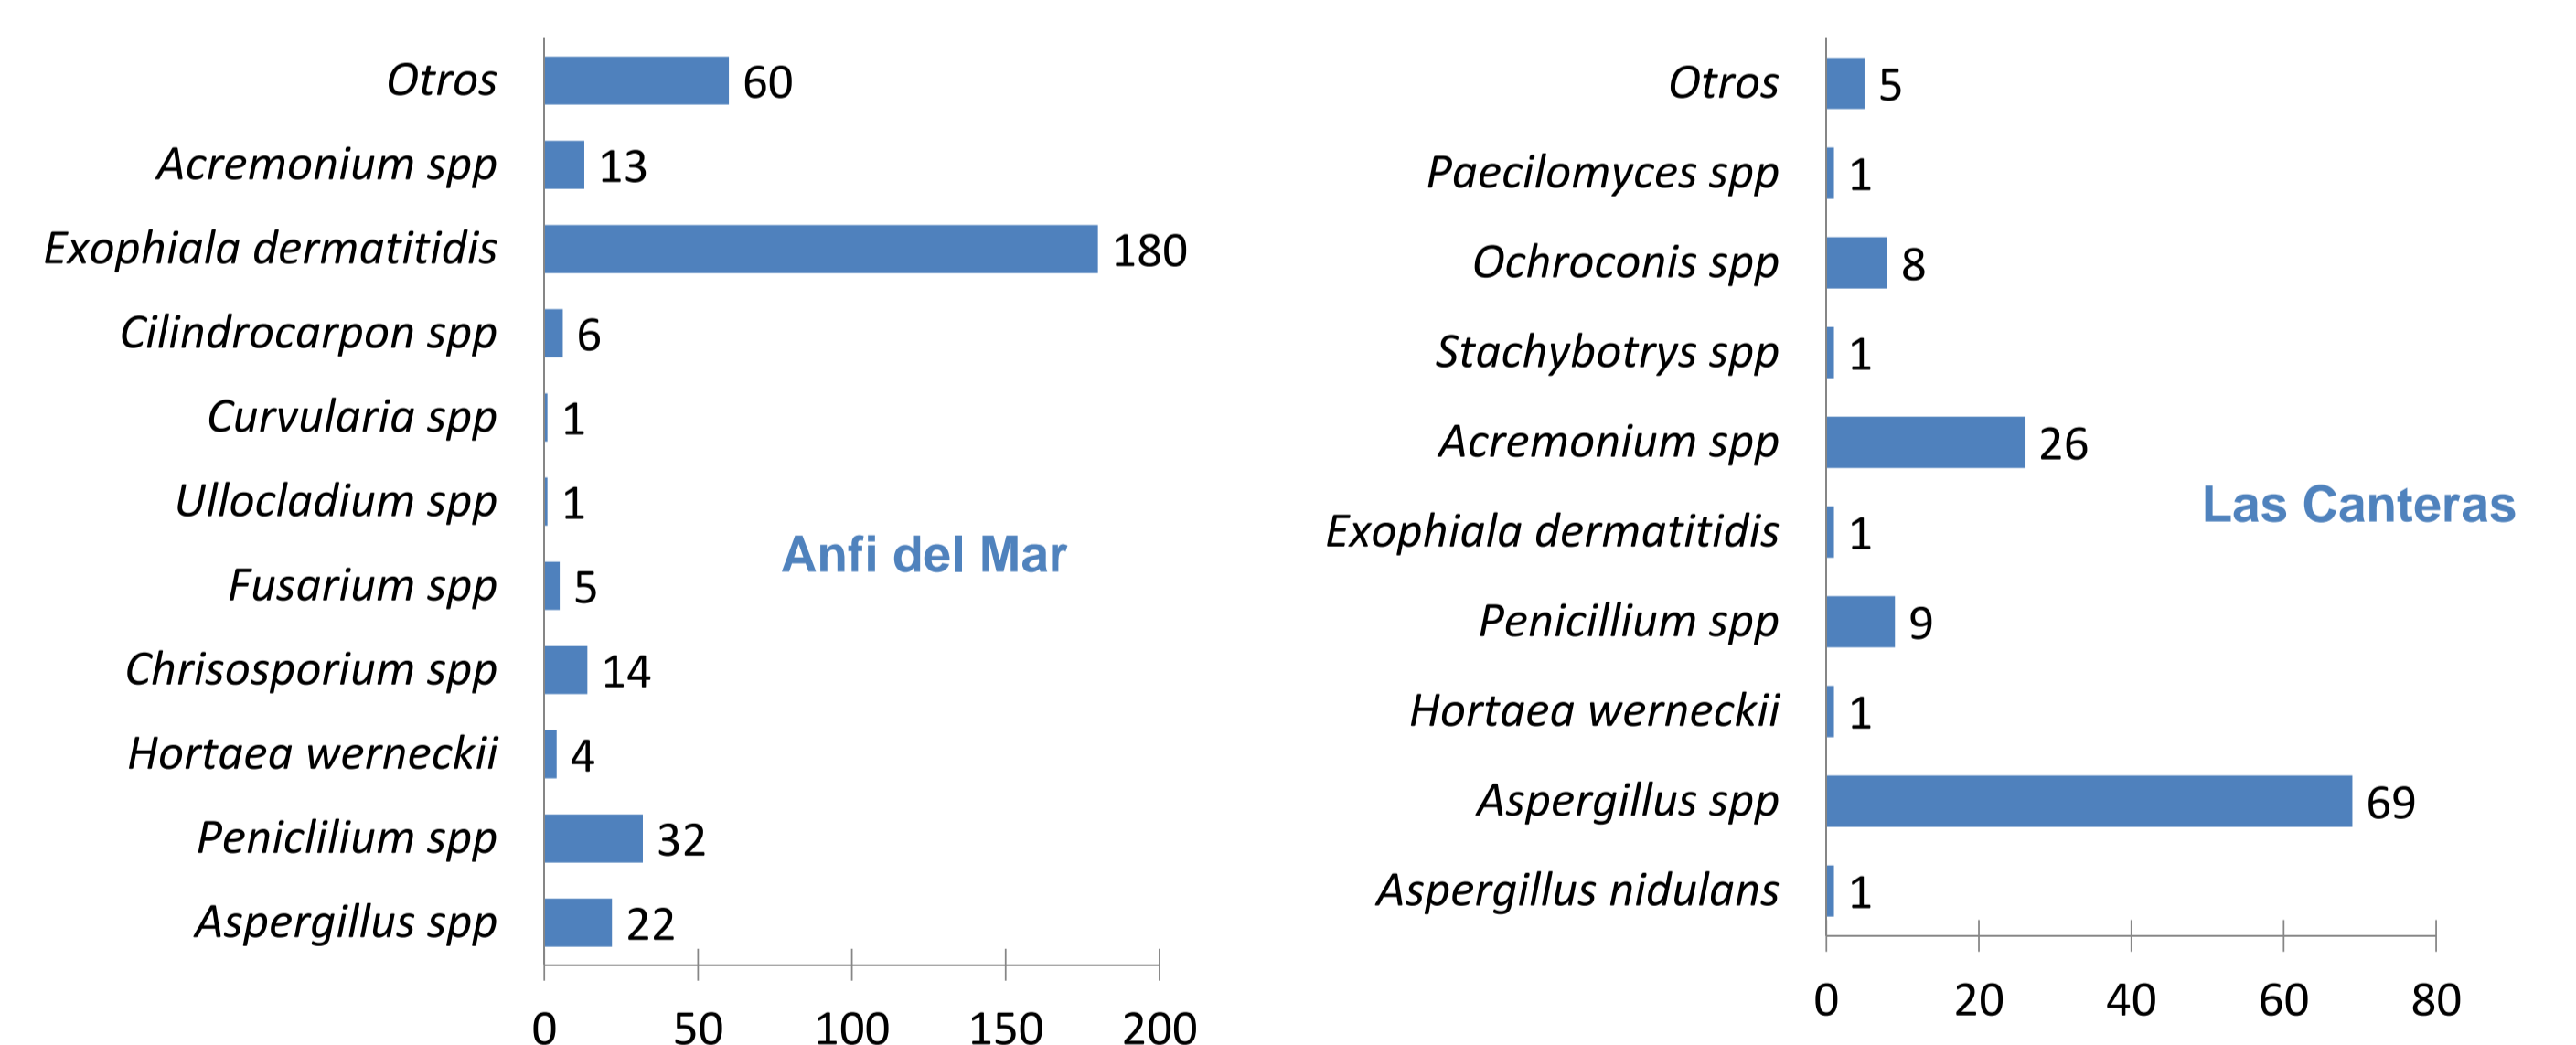 Otros 60
Acremonium spp 13
Exophiala dermatitidis 180
Cilindrocarpon spp 6
Curvularia spp 1
Ullocladium spp 1
Fusarium spp 5
Chrisosporium spp 14
Hortaea werneckii 4
Peniclilium spp 32
Aspergillus spp 22
Anfi del Mar
0 50 100 150 200
Otros 5
Paecilomyces spp 1
Ochroconis spp 8
Stachybotrys spp 1
Acremonium spp 26
Exophiala dermatitidis 1
Penicillium spp 9
Hortaea werneckii 1
Aspergillus spp 69
Aspergillus nidulans 1
Las Canteras
0 20 40 60 80